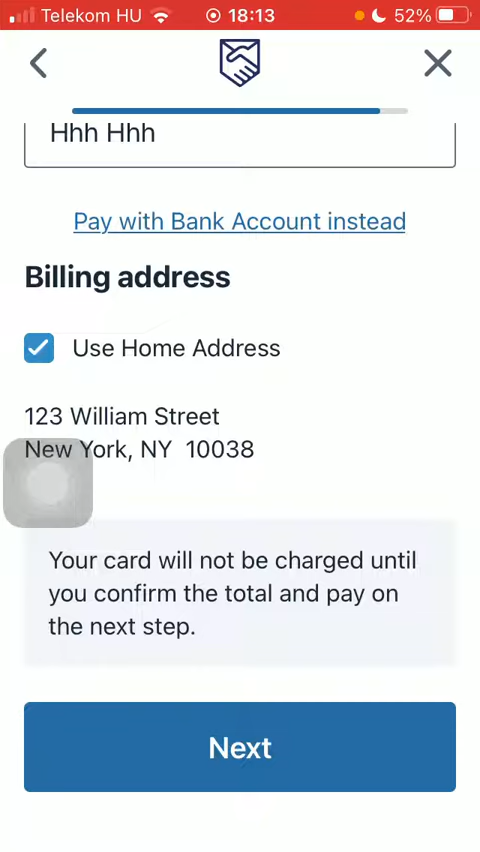 Telekom HU 18:13 52%
Hhh Hhh
Pay with Bank Account instead
Billing address
Use Home Address
123 William Street
New York, NY 10038
Your card will not be charged until
you confirm the total and pay on
the next step.
Next